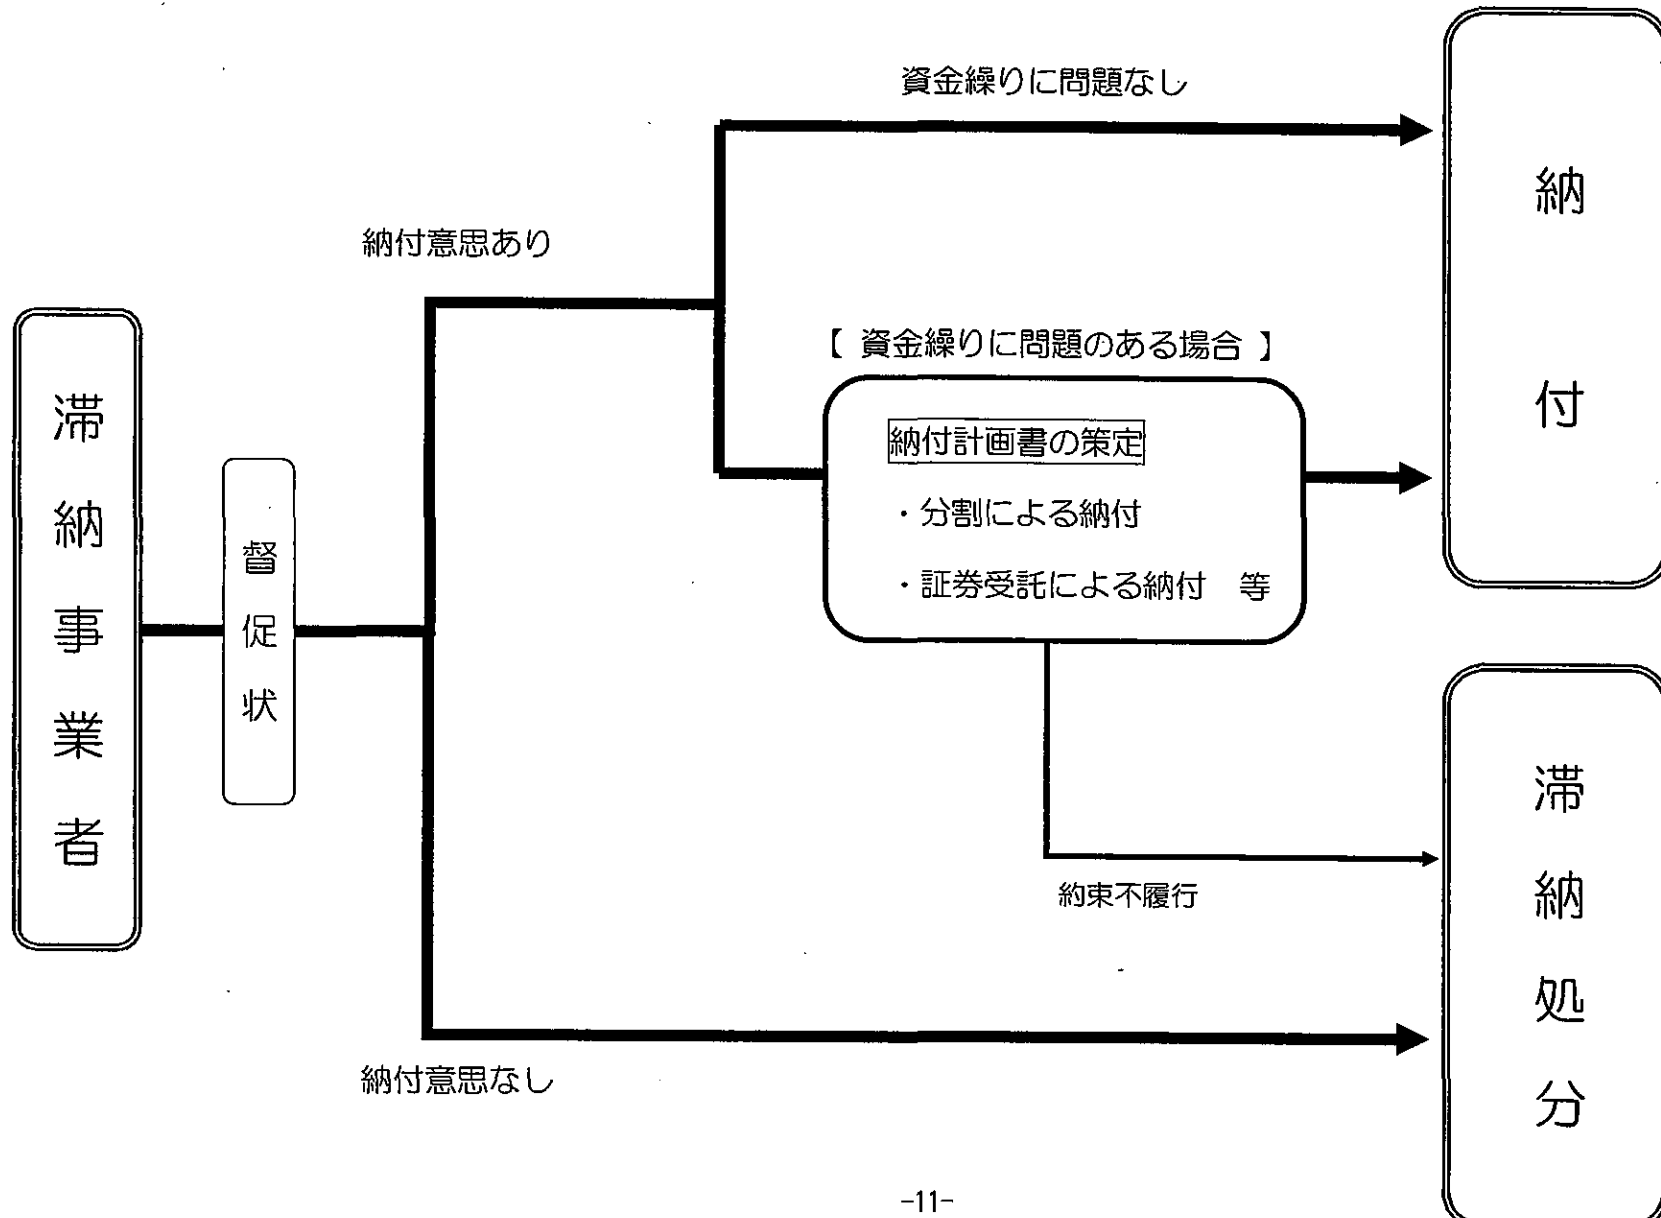 滞納事業者
督促状
納付意思あり
資金繰りに問題なし
【 資金繰りに問題のある場合 】
納付計画書の策定
・分割による納付
・証券受託による納付　等
約束不履行
納付意思なし
納付
滞納処分
-11-